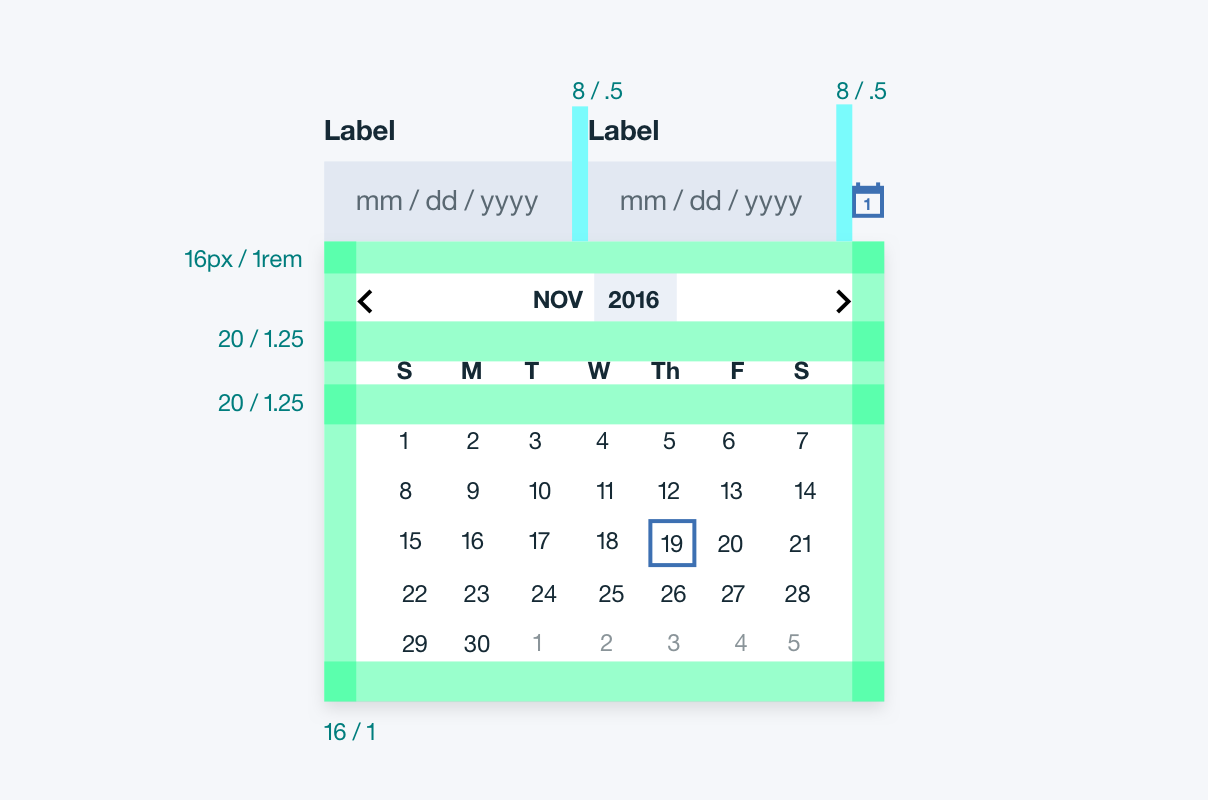 8 / .5 8 / .5
Label Label
mm / dd / yyyy mm / dd / yyyy 1
16px / 1rem
NOV 2016
20 / 1.25
S M T W Th F S
20 / 1.25
1 2 3 4 5 6 7
8 9 10 11 12 13 14
15 16 17 18 19 20 21
22 23 24 25 26 27 28
29 30 1 2 3 4 5
16 / 1